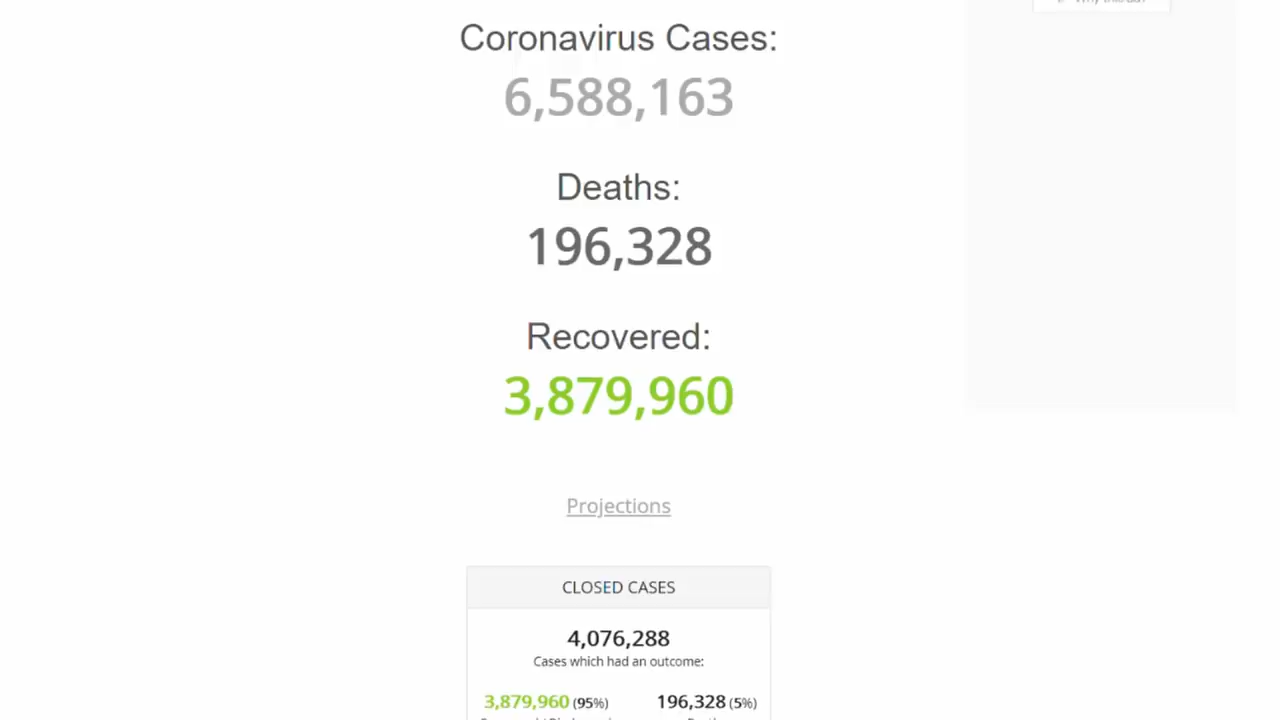 Coronavirus Cases:
6,588,163
Deaths:
196,328
Recovered:
3,879,960
Projections
CLOSED CASES
4,076,288
Cases which had an outcome:
3,879,960 (95%) 196,328 (5%)